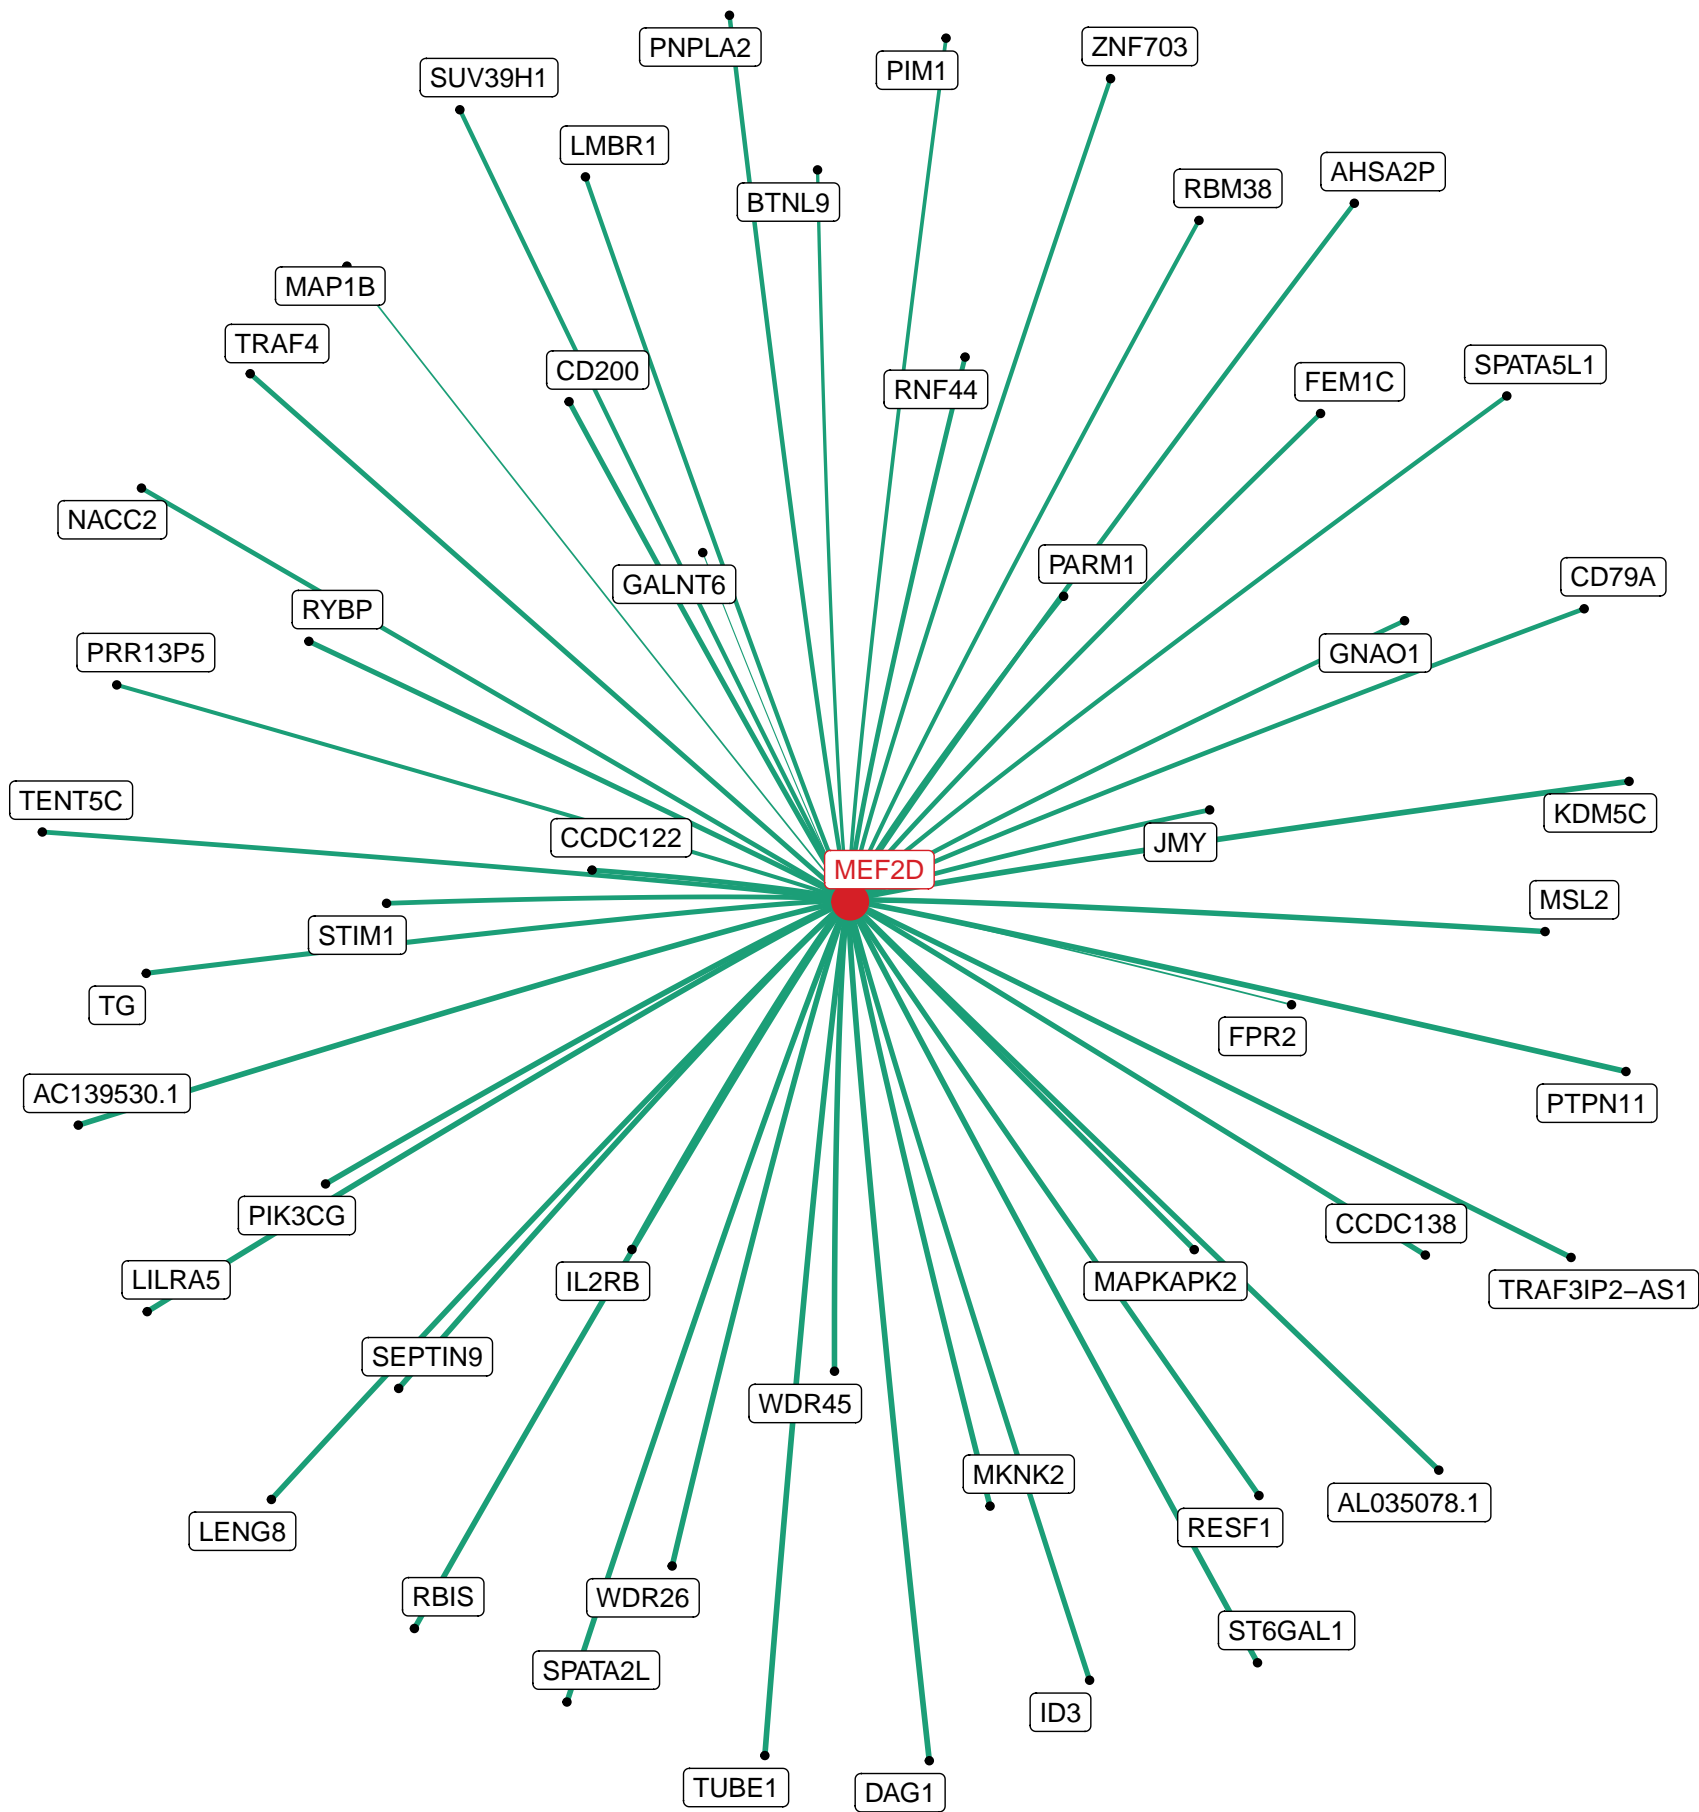 PNPLA2
ZNF703
PIM1
SUV39H1
LMBR1
AHSA2P
RBM38
BTNL9
MAP1B
TRAF4
SPATA5L1
CD200
FEM1C
RNF44
NACC2
PARM1
CD79A
GALNT6
RYBP
PRR13P5
GNAO1
TENT5C
KDM5C
CCDC122
JMY
MEF2D
MSL2
STIM1
TG
FPR2
AC139530.1
PTPN11
PIK3CG
CCDC138
LILRA5
IL2RB
MAPKAPK2
TRAF3IP2−AS1
SEPTIN9
WDR45
MKNK2
AL035078.1
RESF1
LENG8
RBIS
WDR26
ST6GAL1
SPATA2L
ID3
TUBE1
DAG1